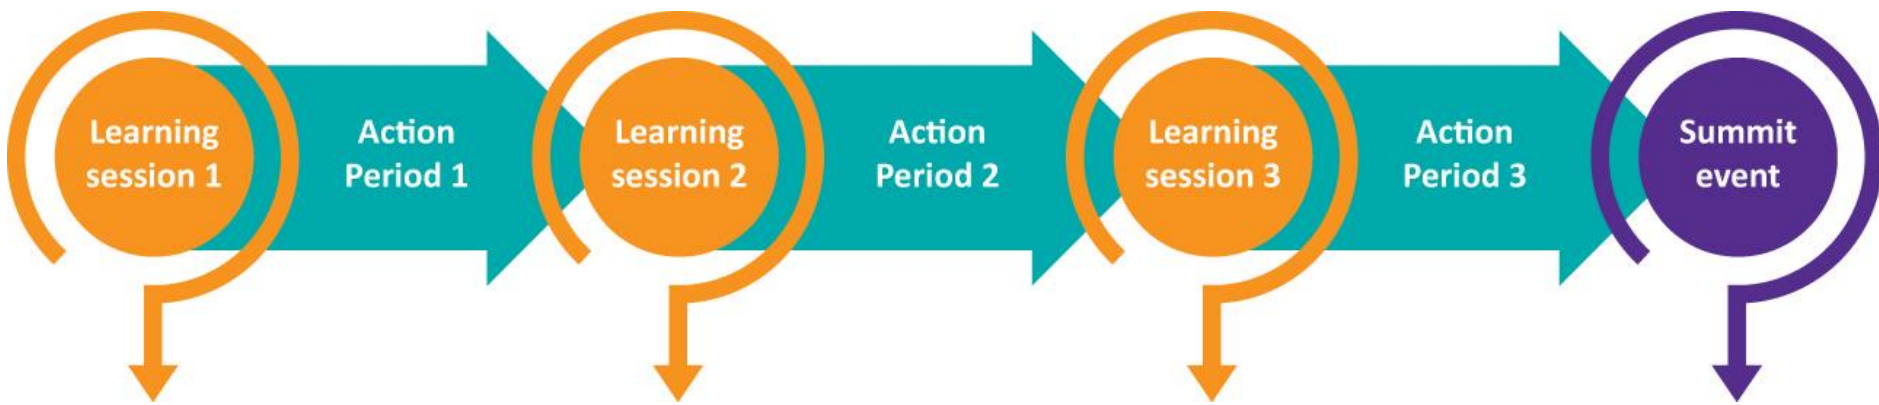 Learning
session 1
Action
Period 1
Learning
session 2
Action
Period 2
Learning
session 3
Action
Period 3
Summit
event